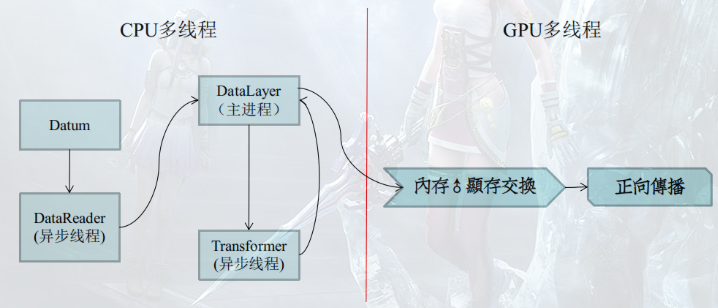 CPU多线程
GPU多线程
DataLayer
（主进程）
Datum
內存♂顯存交換
正向傳播
DataReader
(异步线程)
Transformer
(异步线程)